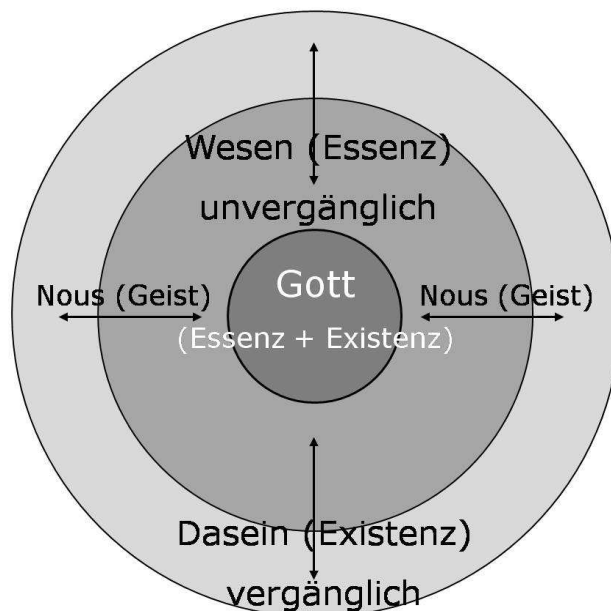 Wesen (Essenz)
unvergänglich
Gott
Nous (Geist)
Nous (Geist)
(Essenz + Existenz)
Dasein (Existenz)
vergänglich